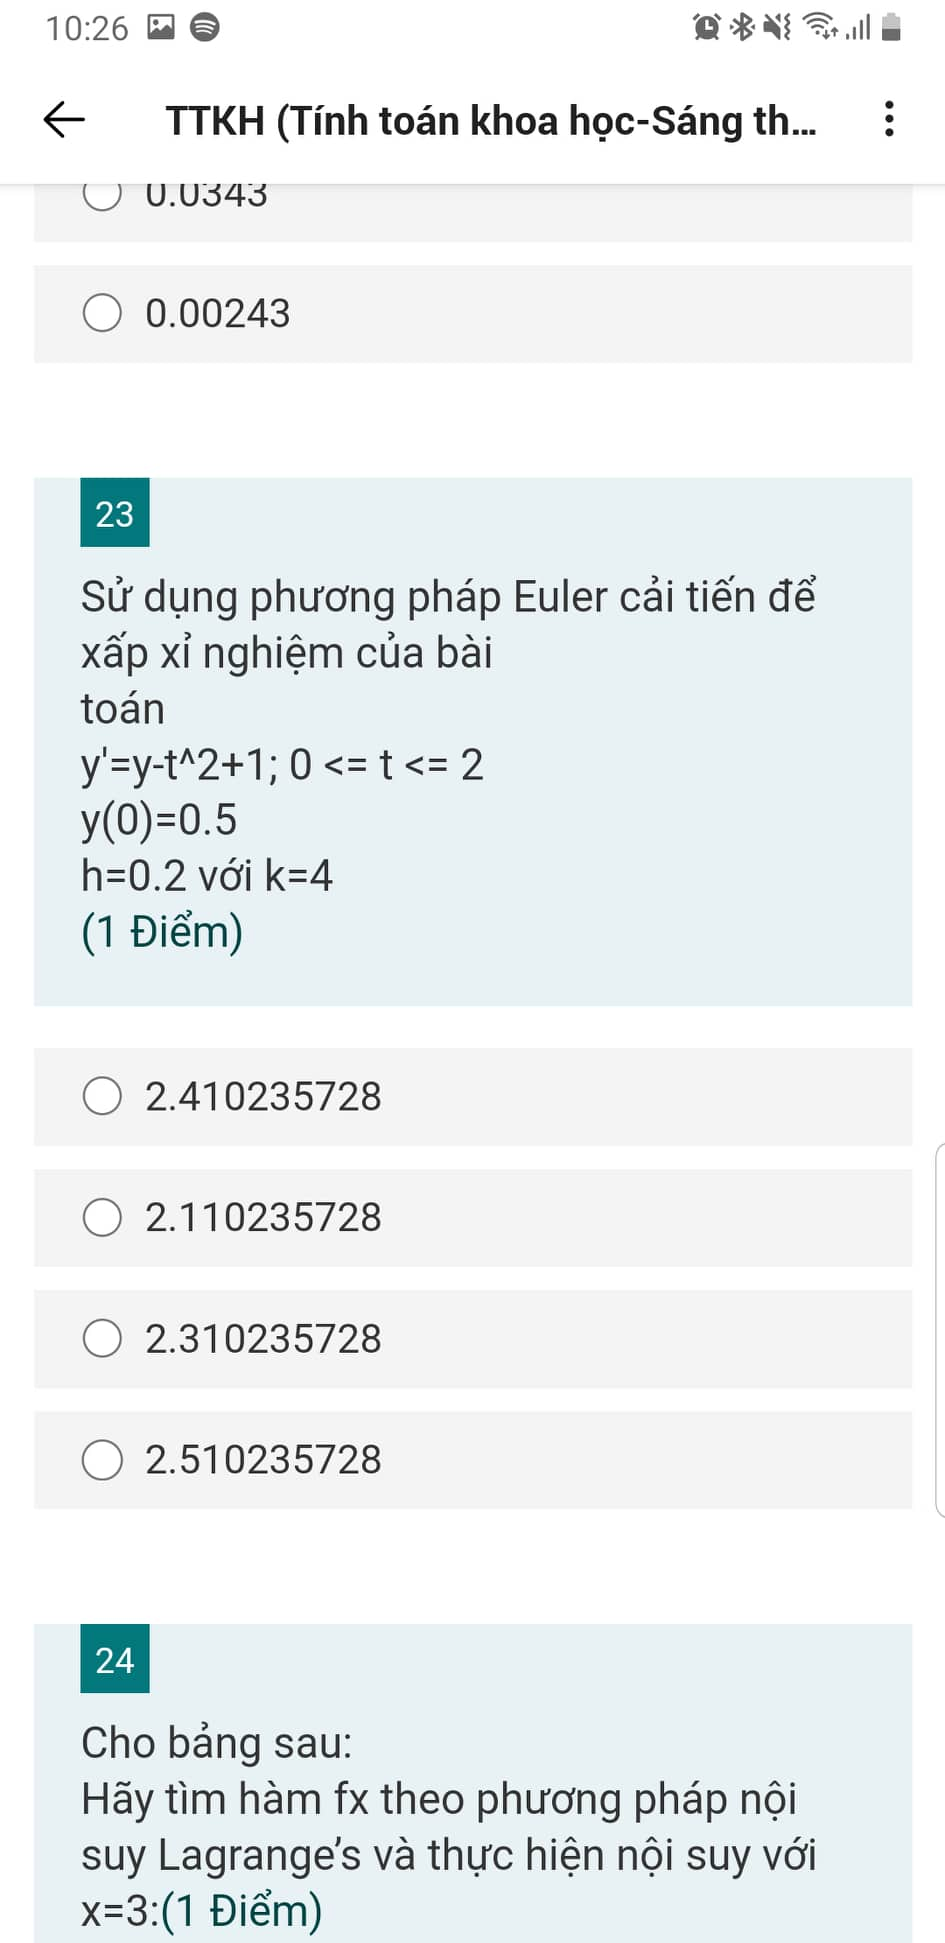 10:26
TTKH (Tính toán khoa học-Sáng th...
0.0343
0.00243
23
Sử dụng phương pháp Euler cải tiến để
xấp xỉ nghiệm của bài
toán
y'=y-t^2+1; 0 <= t <= 2
y(0)=0.5
h=0.2 với k=4
(1 Điểm)
2.410235728
2.110235728
2.310235728
2.510235728
24
Cho bảng sau:
Hãy tìm hàm fx theo phương pháp nội
suy Lagrange's và thực hiện nội suy với
x=3:(1 Điểm)